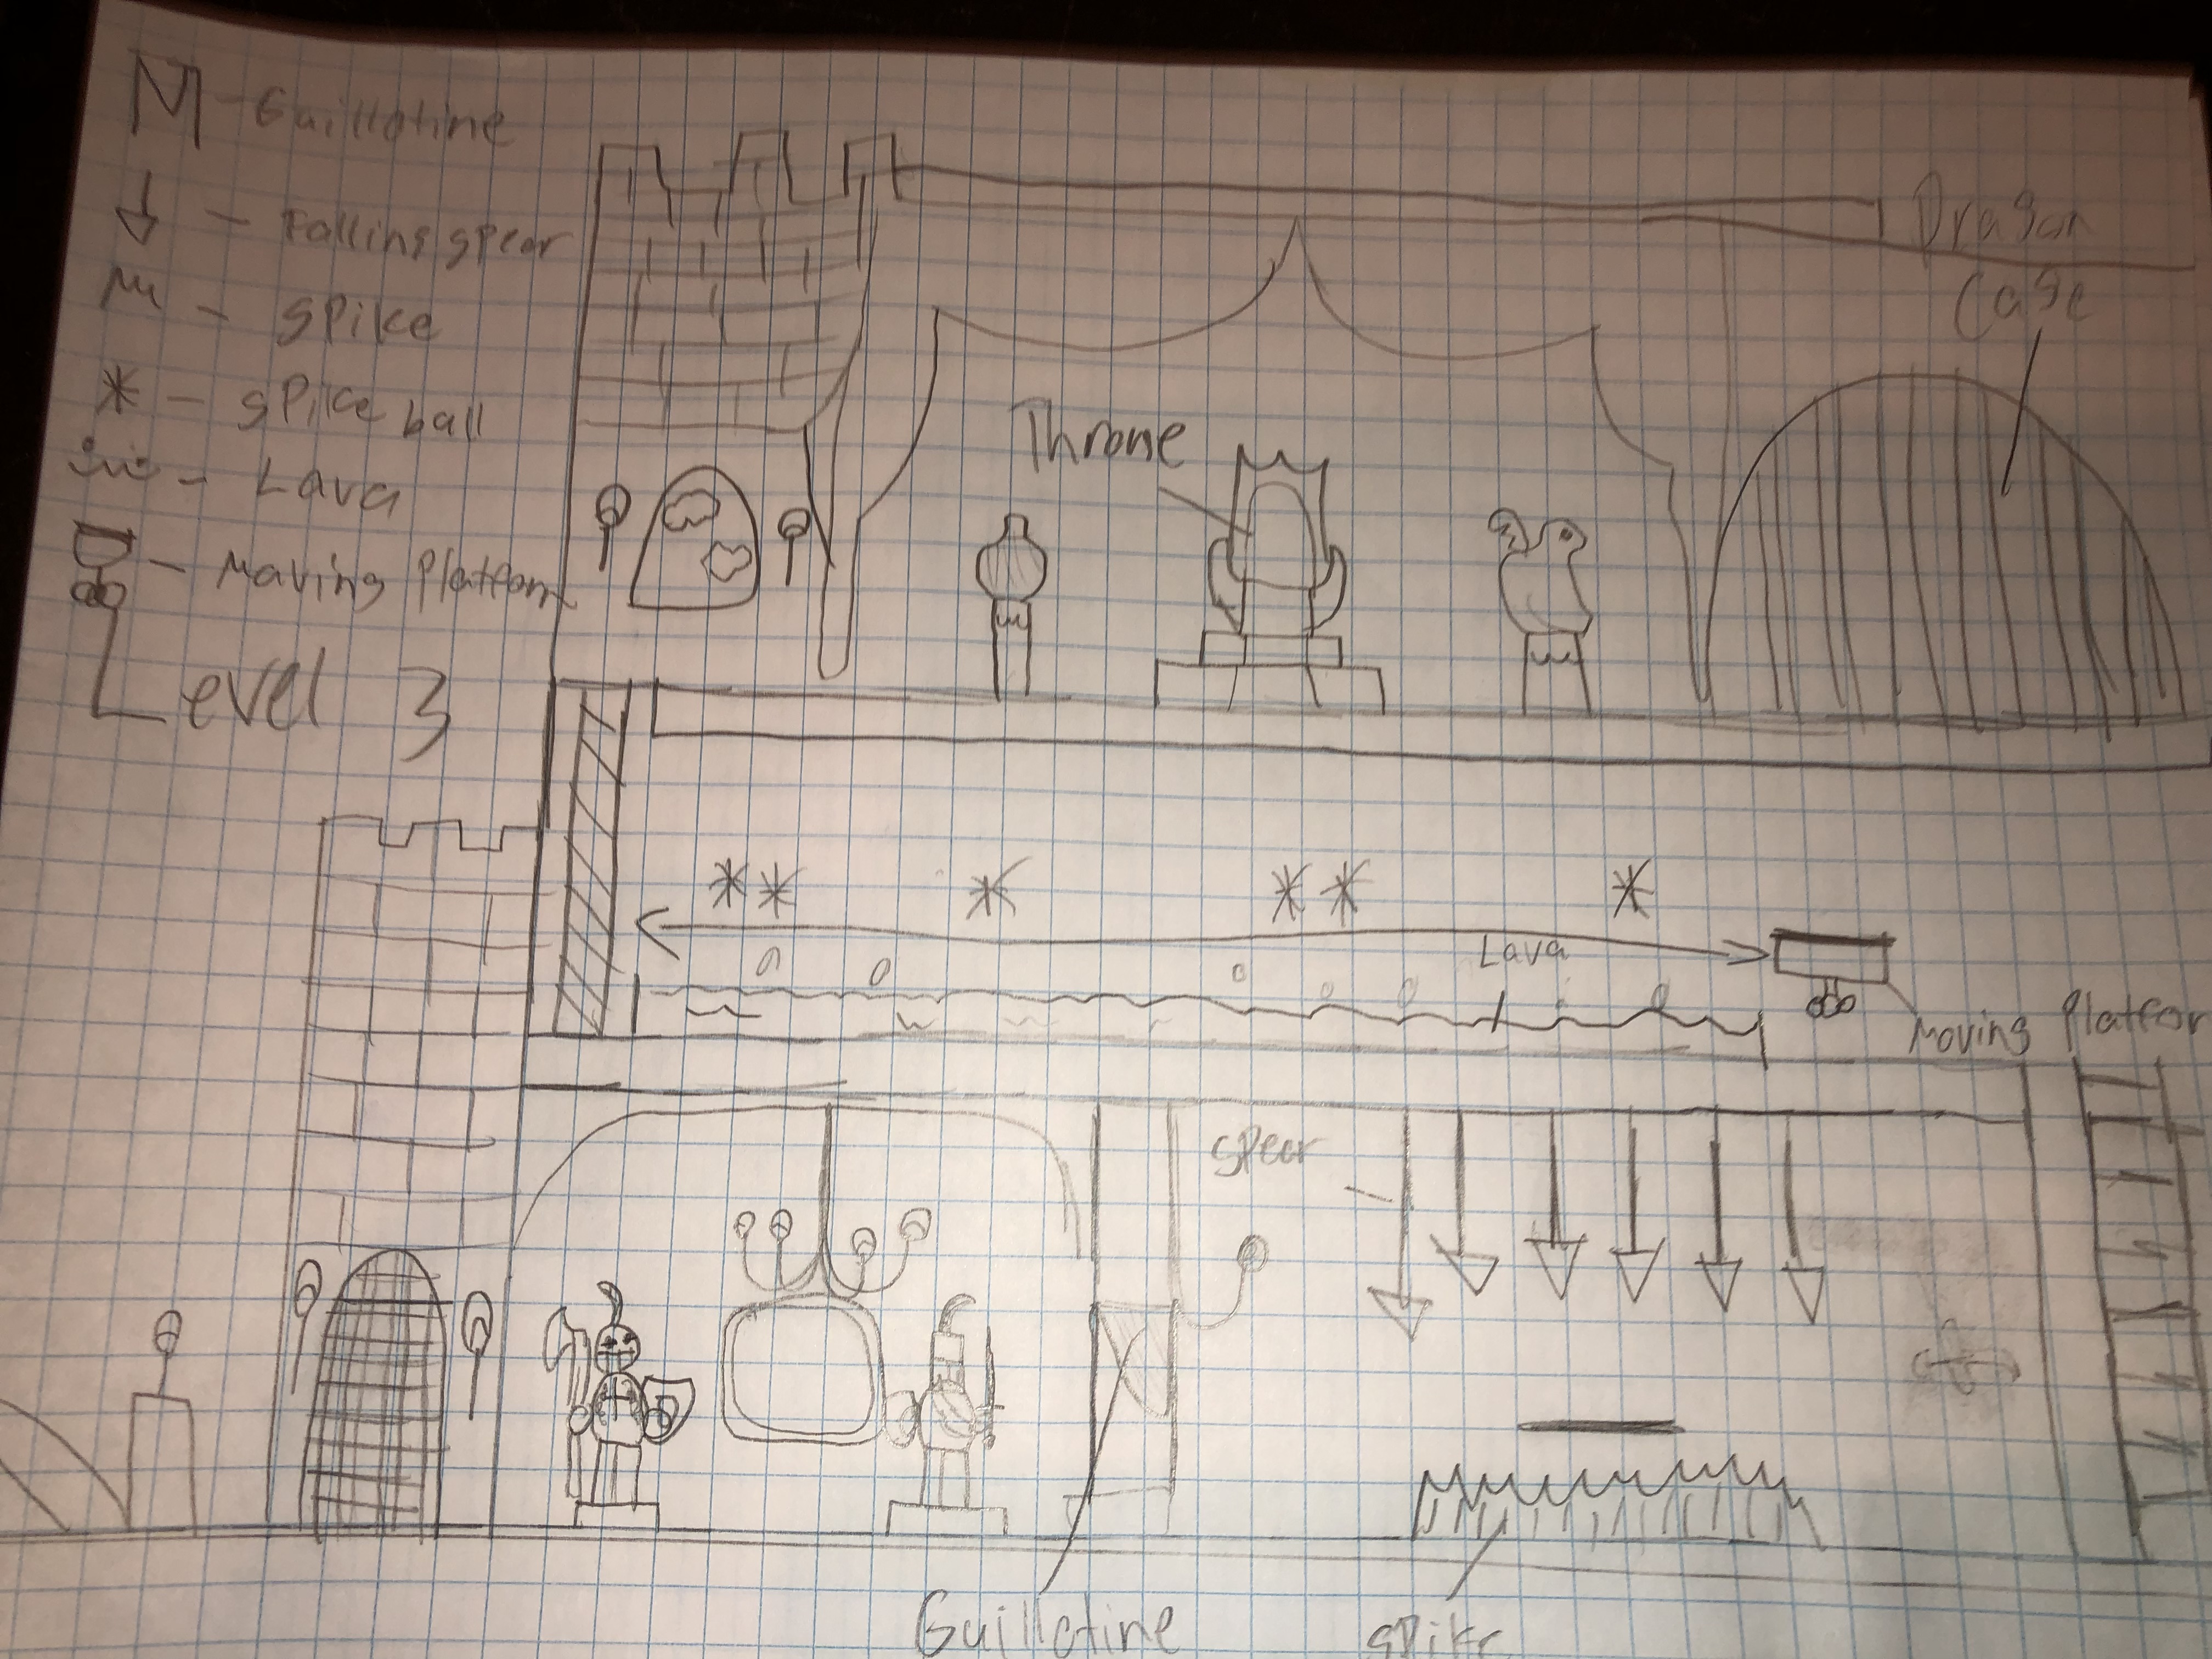 - Guillotine
- Falling spear
- spike
* - spike ball
- Lava
- Moving Platform
Level 3
Dragon
Cage
Throne
Lava
Moving Platfor
spear
Guillotine
spike